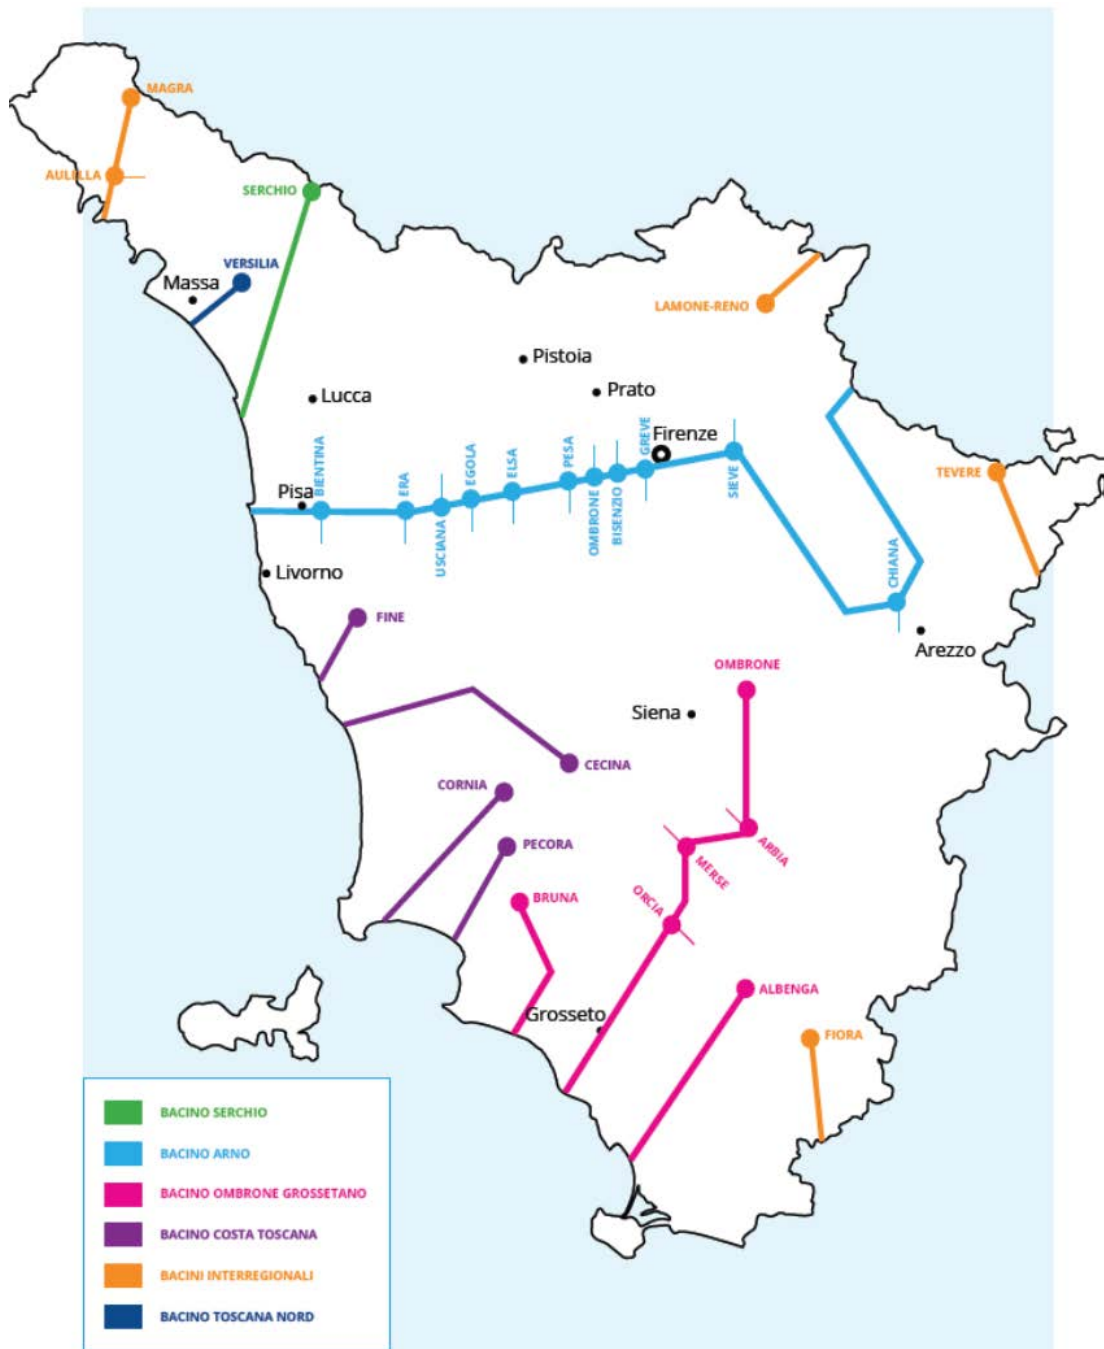 MAGRA
AULELLA
SERCHIO
VERSILIA
Massa
LAMONE-RENO
Pistoia
Prato
Lucca
Firenze
Pisa
BIENTINA
ERA
USCIANA
EGOLA
ELSA
PESA
OMBRONE
BISENZIO
GREVE
SIEVE
TEVERE
CHIANA
Livorno
Arezzo
FINE
OMBRONE
Siena
CECINA
CORNIA
PECORA
ARBIA
MERSE
BRUNA
ORCIA
ALBENGA
Grosseto
FIORA
BACINO SERCHIO
BACINO ARNO
BACINO OMBRONE GROSSETANO
BACINO COSTA TOSCANA
BACINI INTERREGIONALI
BACINO TOSCANA NORD